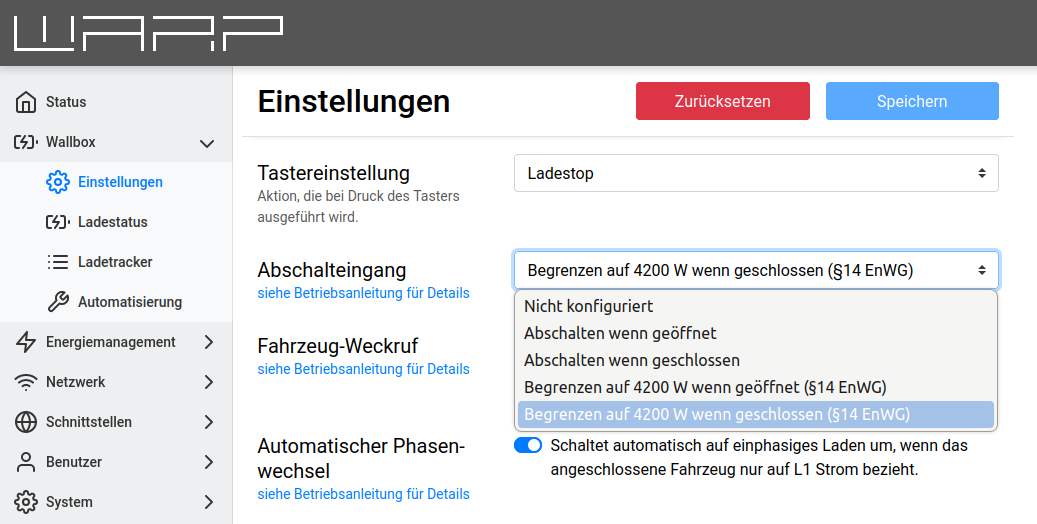 WARP
Status
Wallbox
Einstellungen
Ladestatus
Ladetracker
Automatisierung
Energiemanagement
Netzwerk
Schnittstellen
Benutzer
System
Einstellungen
Zurücksetzen
Speichern
Tastereinstellung
Aktion, die bei Druck des Tasters
ausgeführt wird.
Ladestop
Abschalteingang
siehe Betriebsanleitung für Details
Begrenzen auf 4200 W wenn geschlossen (§14 EnWG)
Nicht konfiguriert
Abschalten wenn geöffnet
Abschalten wenn geschlossen
Begrenzen auf 4200 W wenn geöffnet (§14 EnWG)
Begrenzen auf 4200 W wenn geschlossen (§14 EnWG)
Fahrzeug-Weckruf
siehe Betriebsanleitung für Details
Automatischer Phasen-
wechsel
siehe Betriebsanleitung für Details
Schaltet automatisch auf einphasiges Laden um, wenn das
angeschlossene Fahrzeug nur auf L1 Strom bezieht.